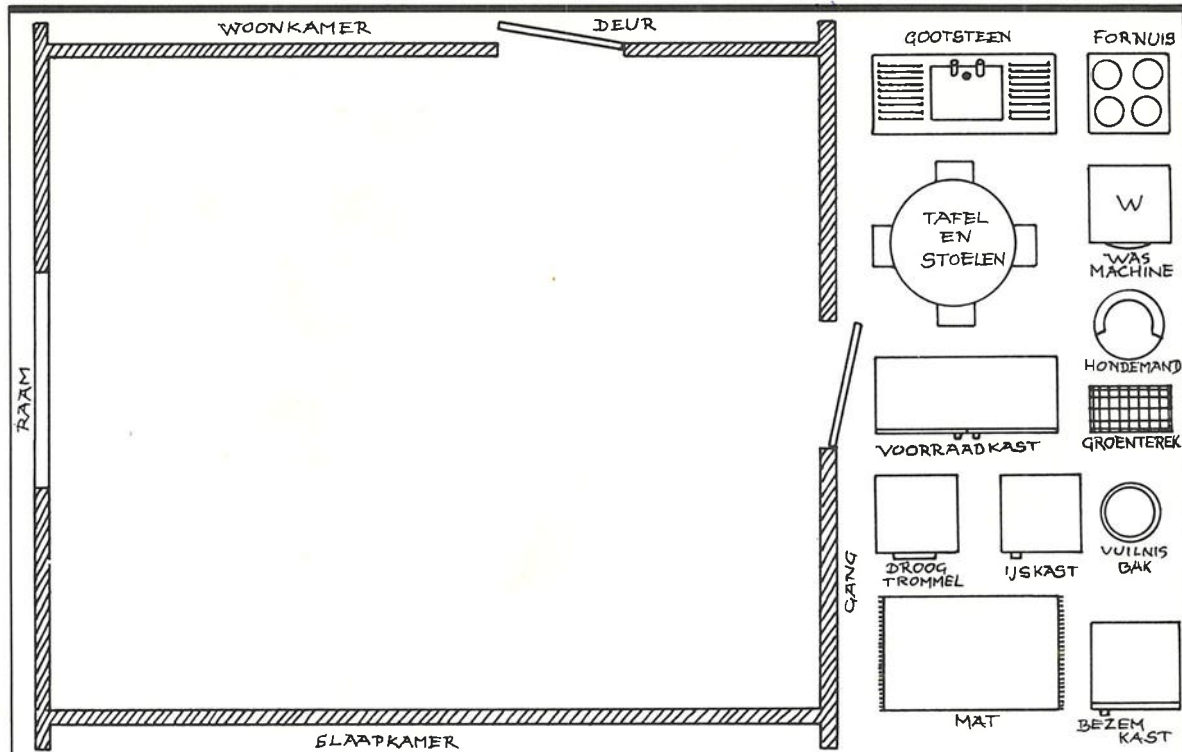 WOONKAMER
DEUR
GOOTSTEEN
FORNUIS
TAFEL
EN
STOELEN
W
WAS
MACHINE
RAAM
HONDEMAND
VOORRAADKAST
GROENTEREK
DROOG
TROMMEL
IJSKAST
VUILNIS
BAK
GANG
MAT
BEZEM
KAST
SLAAPKAMER